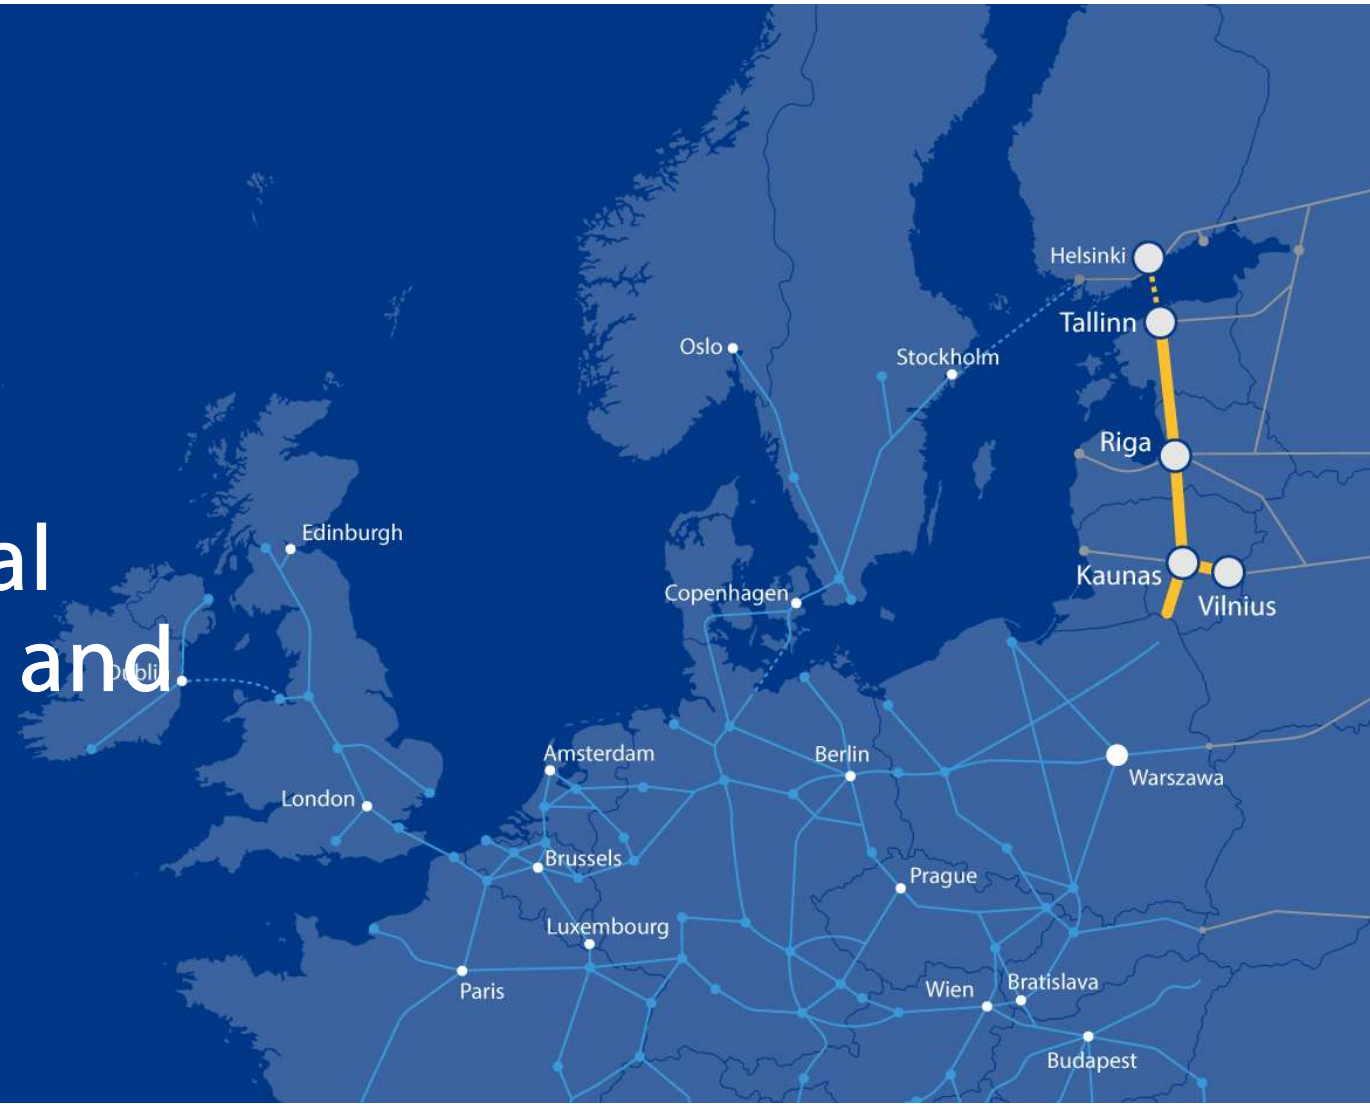 Helsinki
Tallinn
Oslo
Stockholm
Riga
Edinburgh
al
Kaunas
Copenhagen
Vilnius
and
Dublin
Amsterdam
Berlin
Warszawa
London
Brussels
Prague
Luxembourg
Bratislava
Wien
Paris
Budapest